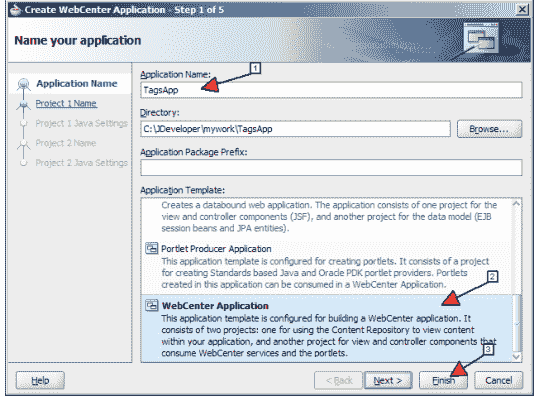 Create WebCenter Application - Step 1 of 5
Name your application
Application Name
Project 1 Name
Project 1 Java Settings
Project 2 Name
Project 2 Java Settings
Application Name:
1
TagsApp
Directory:
C:\JDeveloper\mywork\TagsApp
Browse...
Application Package Prefix:
Application Template:
Creates a databound web application. The application consists of one project for the
view and controller components (JSF), and another project for the data model (EJB
session beans and JPA entities).
Portlet Producer Application
This application template is configured for creating portlets. It consists of a project
for creating Standards based Java and Oracle PDK portlet providers. Portlets
created in this application can be consumed in a WebCenter Application.
2
WebCenter Application
This application template is configured for building a WebCenter application. It
consists of two projects: one for using the Content Repository to view content
within your application, and another project for view and controller components that
consume WebCenter services and the portlets.
3
Help
< Back
Next >
Finish
Cancel